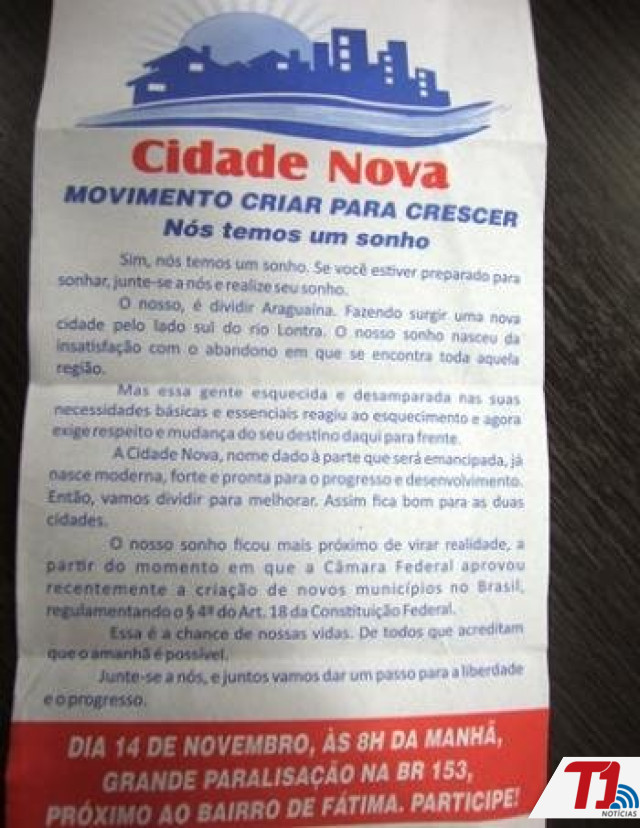 Cidade Nova
MOVIMENTO CRIAR PARA CRESCER
Nós temos um sonho
Sim, nós temos um sonho. Se você estiver preparado para
sonhar, junte-se a nós e realize seu sonho.
O nosso, é dividir Araguaína. Fazendo surgir uma nova
cidade pelo lado sul do rio Lontra. O nosso sonho nasceu da
insatisfação com o abandono em que se encontra toda aquela
região.
Mas essa gente esquecida e desamparada nas suas
necessidades básicas e essenciais reagiu ao esquecimento e agora
exige respeito e mudança do seu destino daqui para frente.
A Cidade Nova, nome dado à parte que será emancipada, já
nasce moderna, forte e pronta para o progresso e desenvolvimento.
Então, vamos dividir para melhorar. Assim fica bom para as duas
cidades.
O nosso sonho ficou mais próximo de virar realidade, a
partir do momento em que a Câmara Federal aprovou
recentemente a criação de novos municípios no Brasil,
regulamentando o § 4º do Art. 18 da Constituição Federal.
Essa é a chance de nossas vidas. De todos que acreditam
que o amanhã é possível.
Junte-se a nós, e juntos vamos dar um passo para a liberdade
e o progresso.
DIA 14 DE NOVEMBRO, ÀS 8H DA MANHÃ,
GRANDE PARALISAÇÃO NA BR 153,
PRÓXIMO AO BAIRRO DE FÁTIMA. PARTICIPE!
T1
NOTÍCIAS